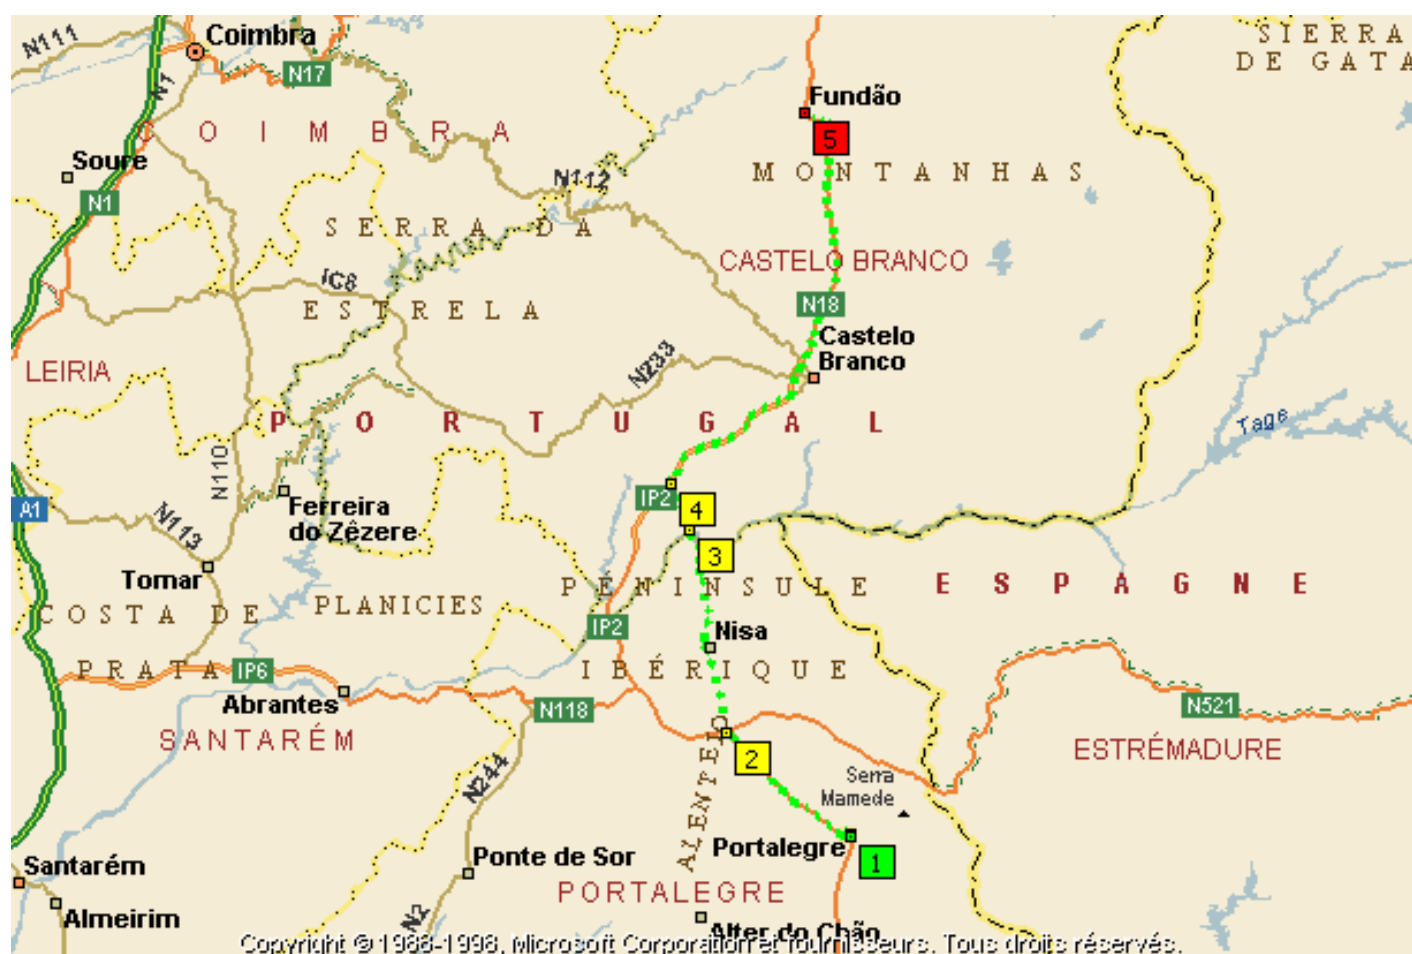 N111
Coimbra
SIERRA
DE GATA
N17
N1
Fundão
COIMBRA
5
Soure
MONTANHAS
N112
N1
SERRA DA
CASTELO BRANCO
IC8
ESTRELA
N18
Castelo
Branco
LEIRIA
N233
PORTUGAL
Tage
N110
IP2
4
A1
Ferreira
do Zêzere
N113
3
Tomar
PÉNINSULE
ESPAGNE
COSTA DE
PLANICIES
IP2
Nisa
PRATA
IP6
IBÉRIQUE
Abrantes
N118
N521
SANTARÉM
ALENTEJO
2
ESTRÉMADURE
N244
Serra
Mamede
Portalegre
1
Santarém
Ponte de Sor
PORTALEGRE
Almeirim
N2
Alter do Chão
Copyright © 1988-1998, Microsoft Corporation et fournisseurs. Tous droits réservés.